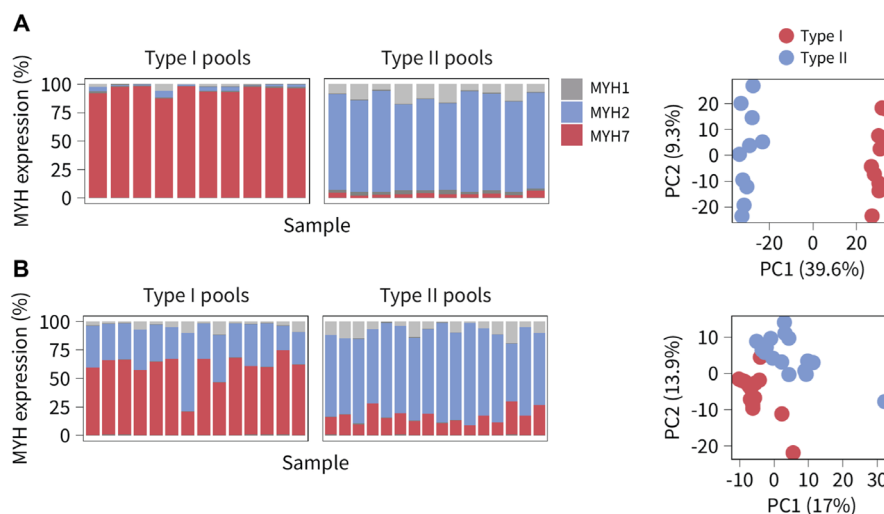 A
Type I pools
Type II pools
MYH expression (%)
100
75
50
25
0
Sample
MYH1
MYH2
MYH7
Type I
Type II
PC2 (9.3%)
20
10
0
-10
-20
-20 0 20
PC1 (39.6%)
B
Type I pools
Type II pools
MYH expression (%)
100
75
50
25
0
Sample
PC2 (13.9%)
10
0
-10
-20
-10 0 10 20 30
PC1 (17%)